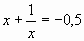 x + 1/x = −0,5